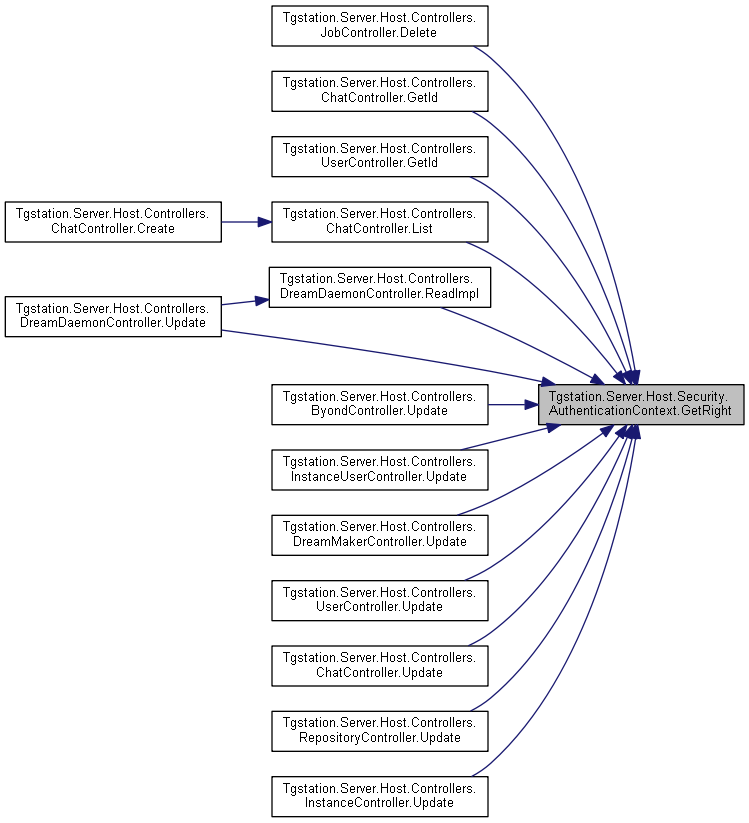 Tgstation.Server.Host.Controllers.
JobController.Delete
Tgstation.Server.Host.Controllers.
ChatController.GetId
Tgstation.Server.Host.Controllers.
UserController.GetId
Tgstation.Server.Host.Controllers.
ChatController.Create
Tgstation.Server.Host.Controllers.
ChatController.List
Tgstation.Server.Host.Controllers.
DreamDaemonController.ReadImpl
Tgstation.Server.Host.Controllers.
DreamDaemonController.Update
Tgstation.Server.Host.Security.
AuthenticationContext.GetRight
Tgstation.Server.Host.Controllers.
ByondController.Update
Tgstation.Server.Host.Controllers.
InstanceUserController.Update
Tgstation.Server.Host.Controllers.
DreamMakerController.Update
Tgstation.Server.Host.Controllers.
UserController.Update
Tgstation.Server.Host.Controllers.
ChatController.Update
Tgstation.Server.Host.Controllers.
RepositoryController.Update
Tgstation.Server.Host.Controllers.
InstanceController.Update